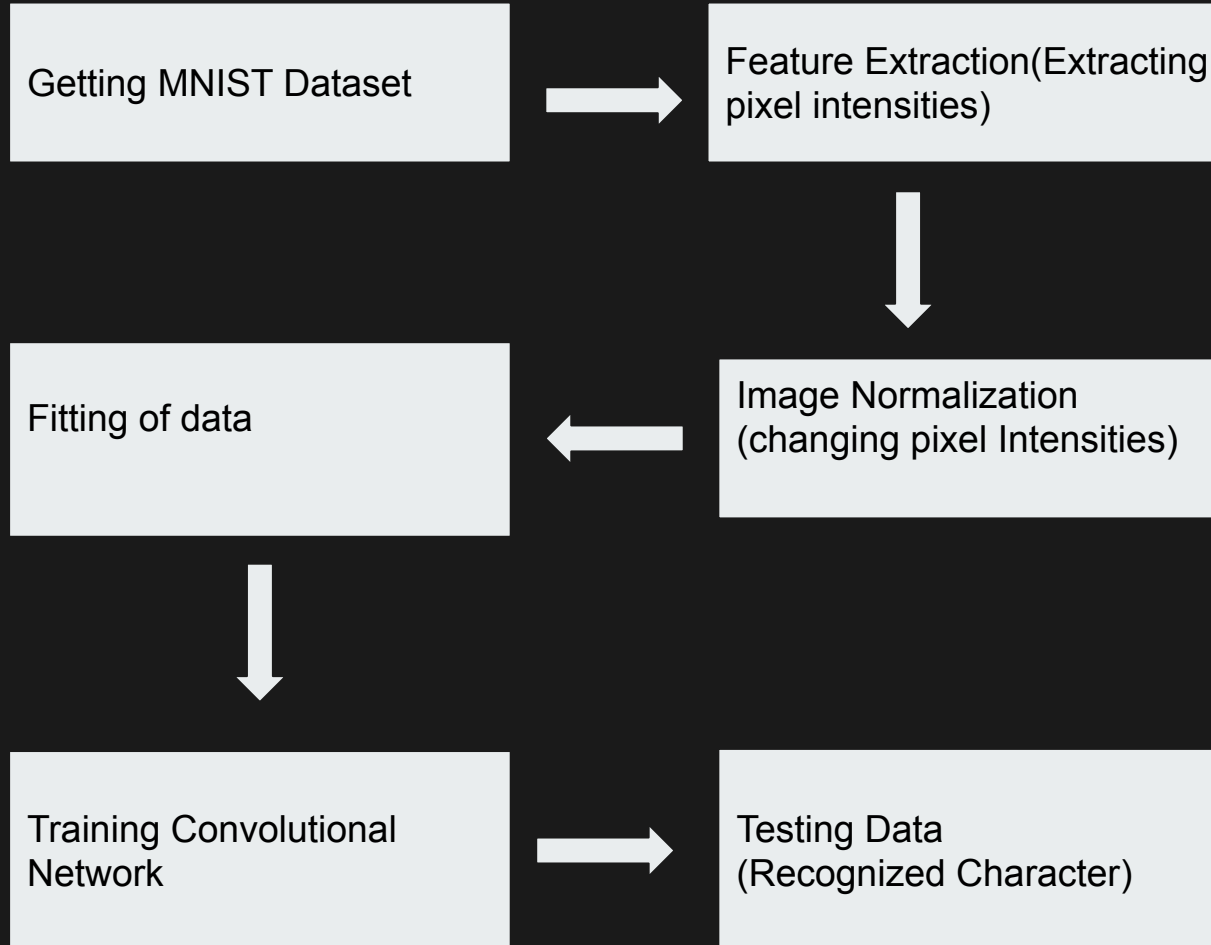 Getting MNIST Dataset
Feature Extraction(Extracting
pixel intensities)
Image Normalization
(changing pixel Intensities)
Fitting of data
Training Convolutional
Network
Testing Data
(Recognized Character)